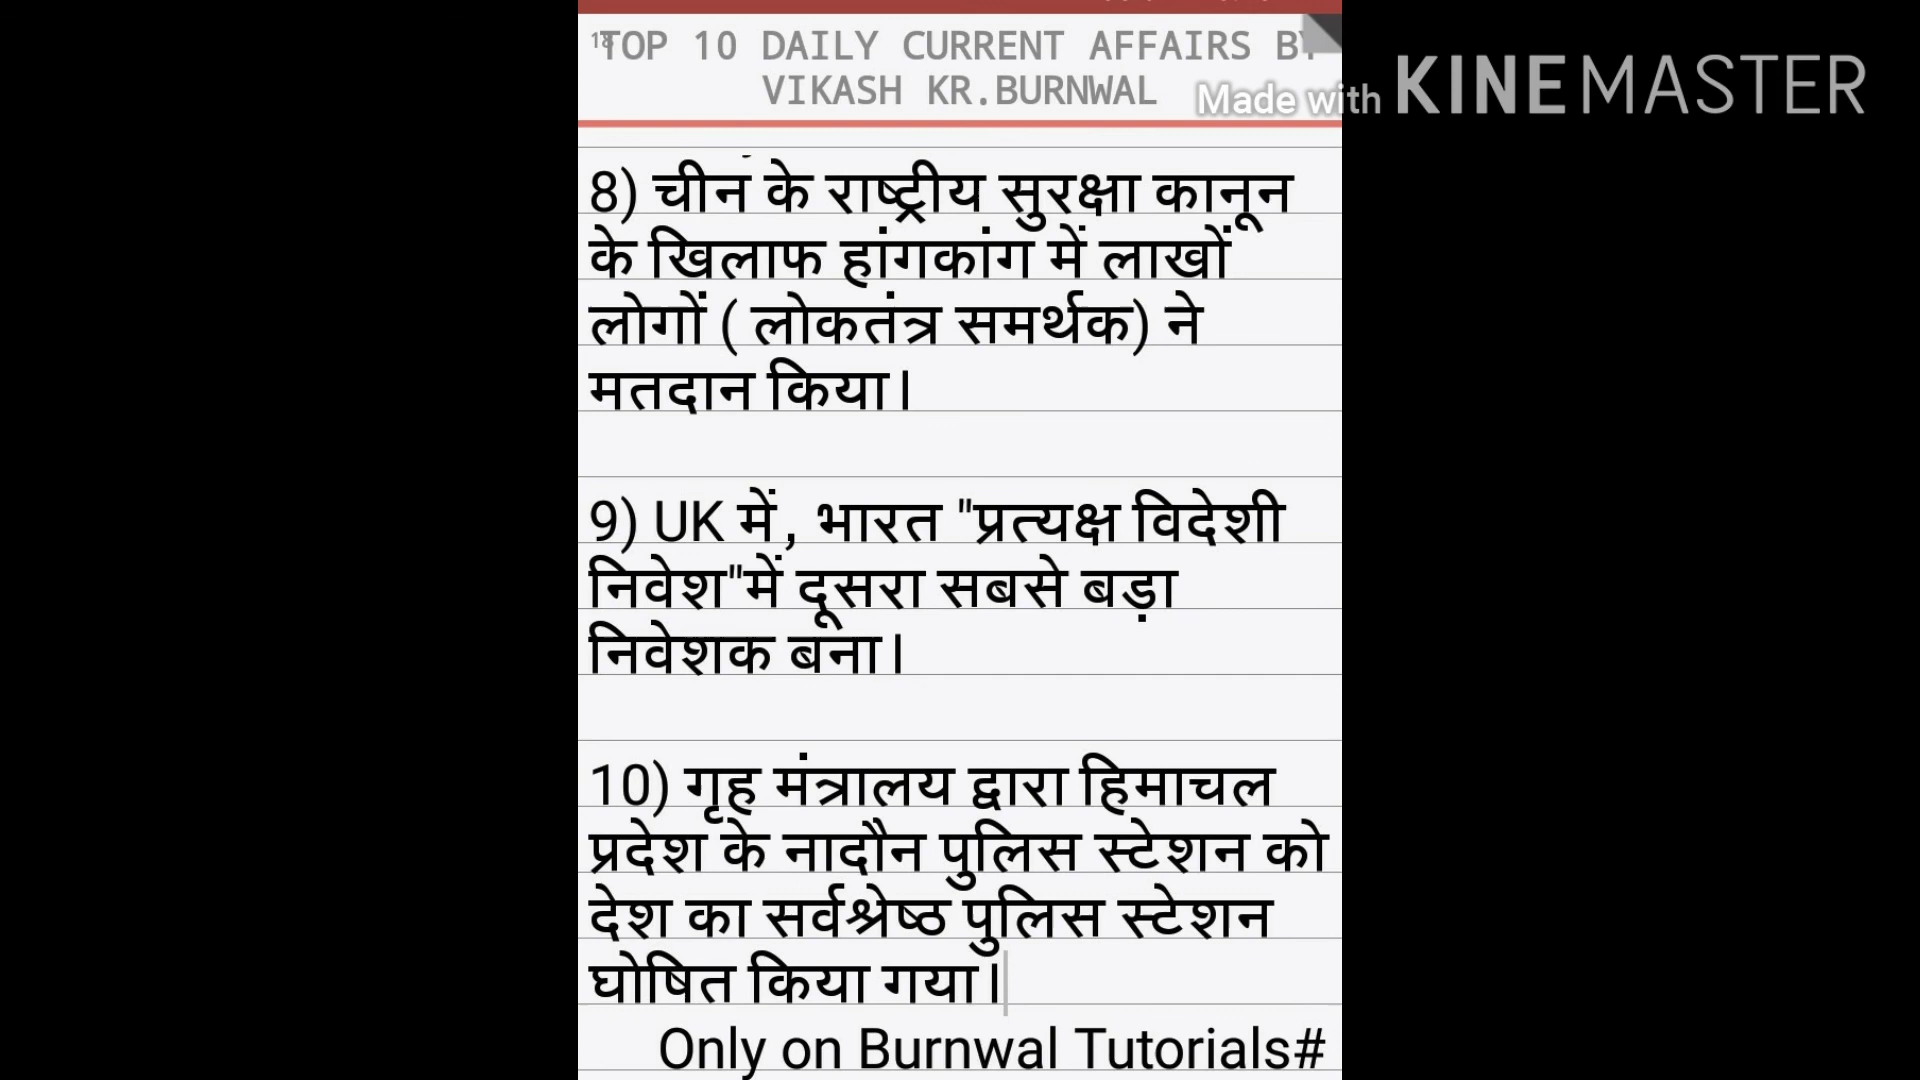 TOP 10 DAILY CURRENT AFFAIRS BY
VIKASH KR.BURNWAL
Made with KINEMASTER
8) चीन के राष्ट्रीय सुरक्षा कानून
के खिलाफ हांगकांग में लाखों
लोगों ( लोकतंत्र समर्थक) ने
मतदान किया।
9) UK में, भारत "प्रत्यक्ष विदेशी
निवेश"में दूसरा सबसे बड़ा
निवेशक बना।
10) गृह मंत्रालय द्वारा हिमाचल
प्रदेश के नादौन पुलिस स्टेशन को
देश का सर्वश्रेष्ठ पुलिस स्टेशन
घोषित किया गया।
Only on Burnwal Tutorials#